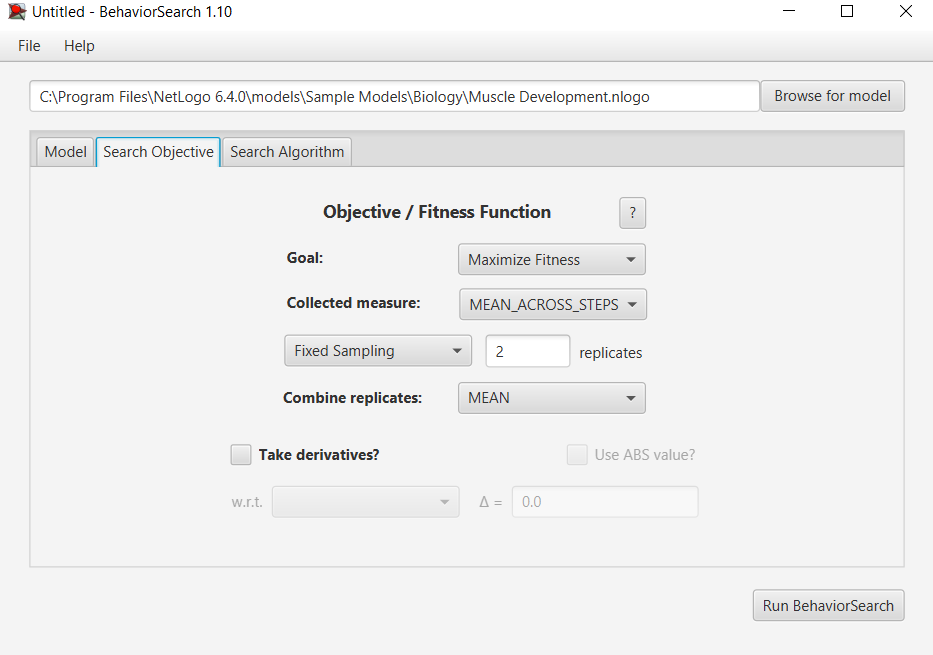 Untitled - BehaviorSearch 1.10
File Help
C:\Program Files\NetLogo 6.4.0\models\Sample Models\Biology\Muscle Development.nlogo Browse for model
Model Search Objective Search Algorithm
Objective / Fitness Function ?
Goal: Maximize Fitness
Collected measure: MEAN_ACROSS_STEPS
Fixed Sampling 2 replicates
Combine replicates: MEAN
Take derivatives? Use ABS value?
w.r.t. Δ = 0.0
Run BehaviorSearch